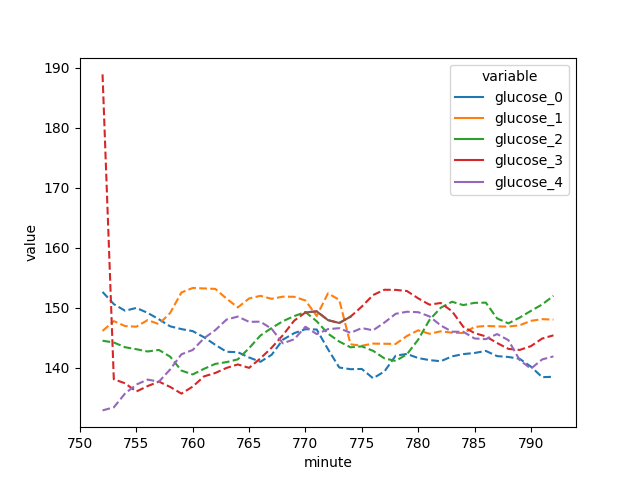 190
180
170
160
150
140
value
750 755 760 765 770 775 780 785 790
minute
variable
glucose_0
glucose_1
glucose_2
glucose_3
glucose_4